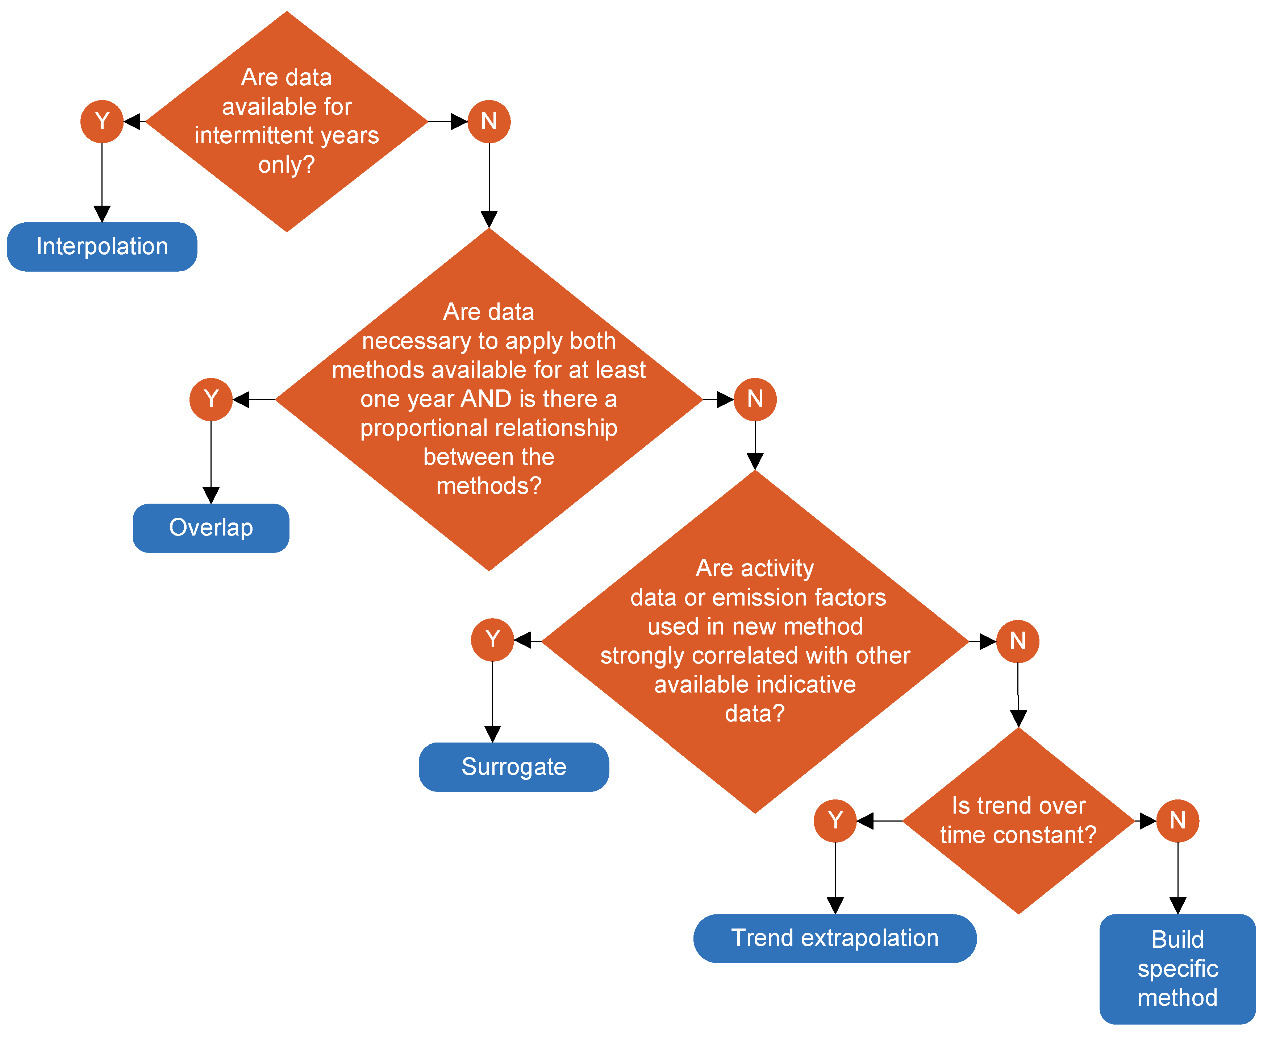 Are data
available for
intermittent years
only?
Y
N
Interpolation
Are data
necessary to apply both
methods available for at least
one year AND is there a
proportional relationship
between the
methods?
Y
N
Overlap
Are activity
data or emission factors
used in new method
strongly correlated with other
available indicative
data?
Y
N
Surrogate
Is trend over
time constant?
Y
N
Trend extrapolation
Build
specific
method